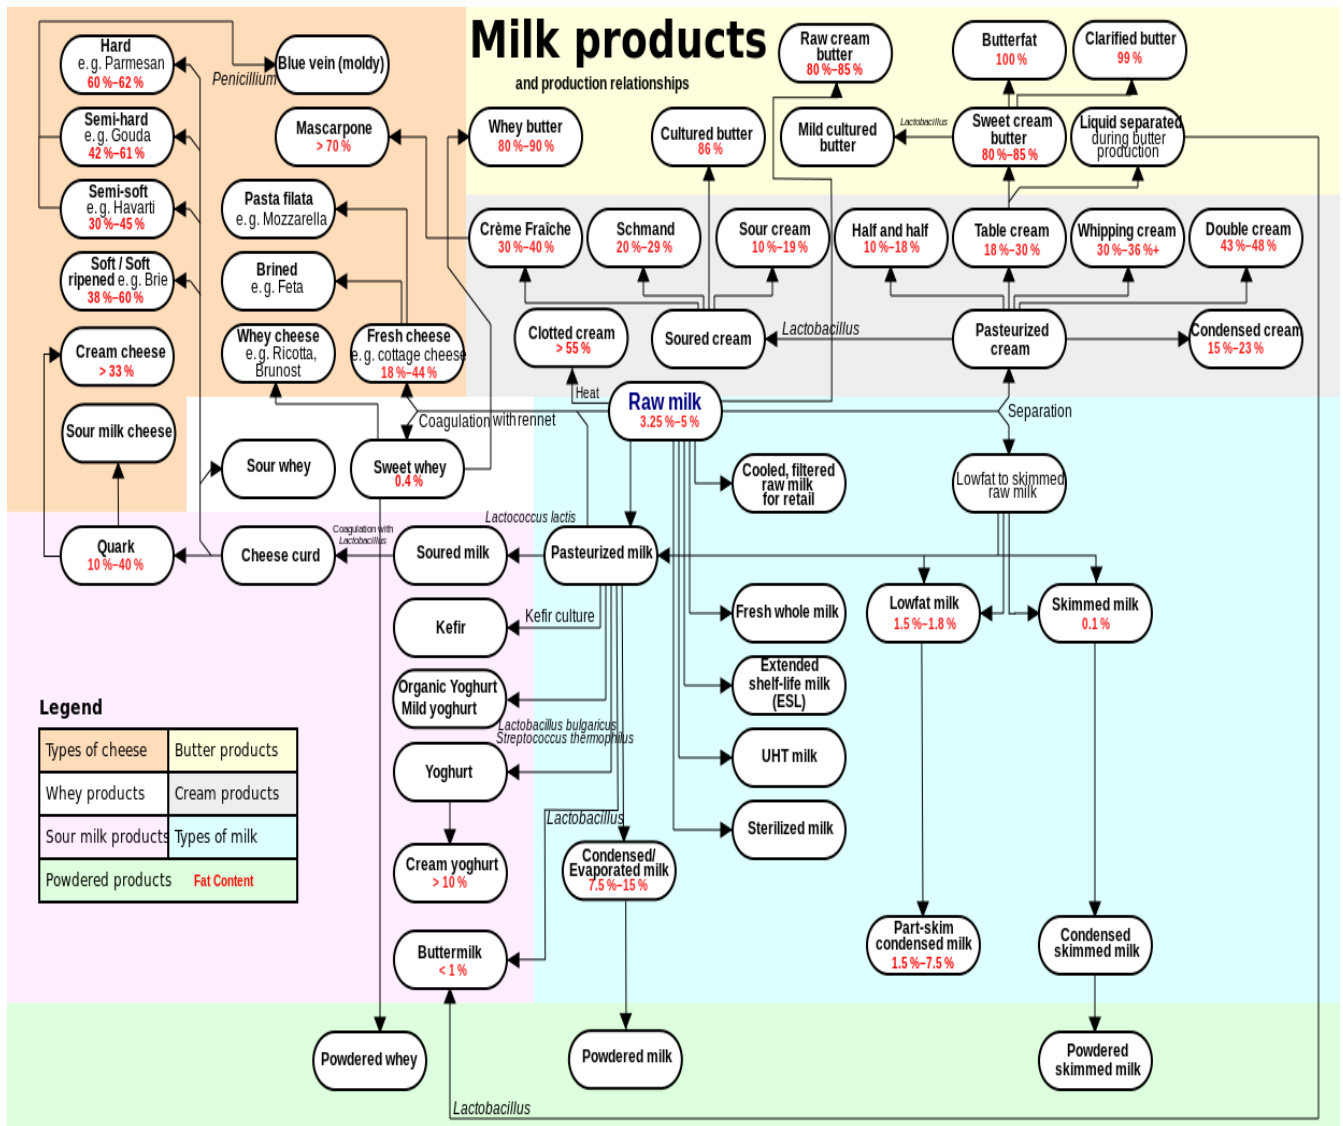 Milk products
and production relationships
Hard
e.g. Parmesan
60 %–62 %
Blue vein (moldy)
Penicillium
Raw cream
butter
80 %–85 %
Butterfat
100 %
Clarified butter
99 %
Semi-hard
e.g. Gouda
42 %–61 %
Mascarpone
> 70 %
Whey butter
80 %–90 %
Cultured butter
86 %
Mild cultured
butter
Lactobacillus
Sweet cream
butter
80 %–85 %
Liquid separated
during butter
production
Semi-soft
e.g. Havarti
30 %–45 %
Pasta filata
e.g. Mozzarella
Crème Fraîche
30 %–40 %
Schmand
20 %–29 %
Sour cream
10 %–19 %
Half and half
10 %–18 %
Table cream
18 %–30 %
Whipping cream
30 %–36 %+
Double cream
43 %–48 %
Soft / Soft
ripened e.g. Brie
38 %–60 %
Brined
e.g. Feta
Cream cheese
> 33 %
Whey cheese
e.g. Ricotta,
Brunost
Fresh cheese
e.g. cottage cheese
18 %–44 %
Clotted cream
> 55 %
Soured cream
Lactobacillus
Pasteurized
cream
Condensed cream
15 %–23 %
Heat
Raw milk
3.25 %–5 %
Separation
Coagulation with rennet
Sour milk cheese
Sour whey
Sweet whey
0.4 %
Cooled, filtered
raw milk
for retail
Lowfat to skimmed
raw milk
Quark
10 %–40 %
Cheese curd
Coagulation with
Lactobacillus
Soured milk
Lactococcus lactis
Pasteurized milk
Kefir
Kefir culture
Fresh whole milk
Lowfat milk
1.5 %–1.8 %
Skimmed milk
0.1 %
Organic Yoghurt
Mild yoghurt
Extended
shelf-life milk
(ESL)
Lactobacillus bulgaricus
Streptococcus thermophilus
Yoghurt
UHT milk
Lactobacillus
Sterilized milk
Cream yoghurt
> 10 %
Condensed/
Evaporated milk
7.5 %–15 %
Buttermilk
< 1 %
Part-skim
condensed milk
1.5 %–7.5 %
Condensed
skimmed milk
Powdered whey
Powdered milk
Powdered
skimmed milk
Lactobacillus
Legend
Types of cheese
Butter products
Whey products
Cream products
Sour milk products
Types of milk
Powdered products
Fat Content